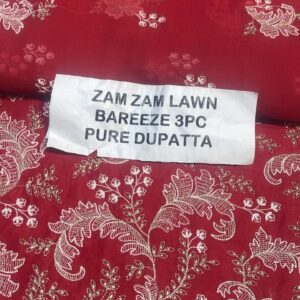 ZAM ZAM LAWN
BAREEZE 3PC
PURE DUPATTA